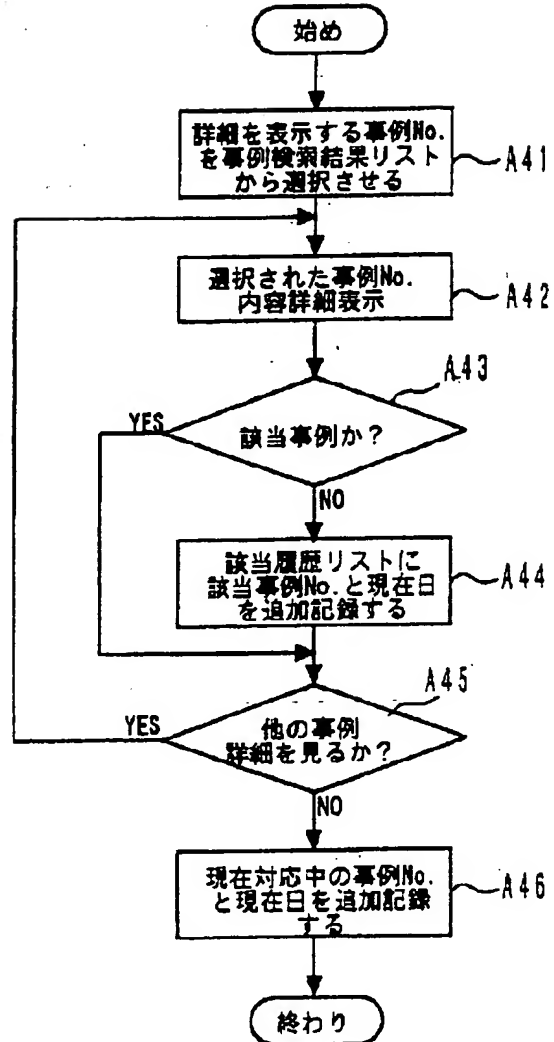 始め
詳細を表示する事例No.
を事例検索結果リスト
から選択させる
A41
選択された事例No.
内容詳細表示
A42
A43
YES
該当事例か？
NO
該当履歴リストに
該当事例No.と現在日
を追加記録する
A44
A45
YES
他の事例
詳細を見るか？
NO
現在対応中の事例No.
と現在日を追加記録
する
A46
終わり